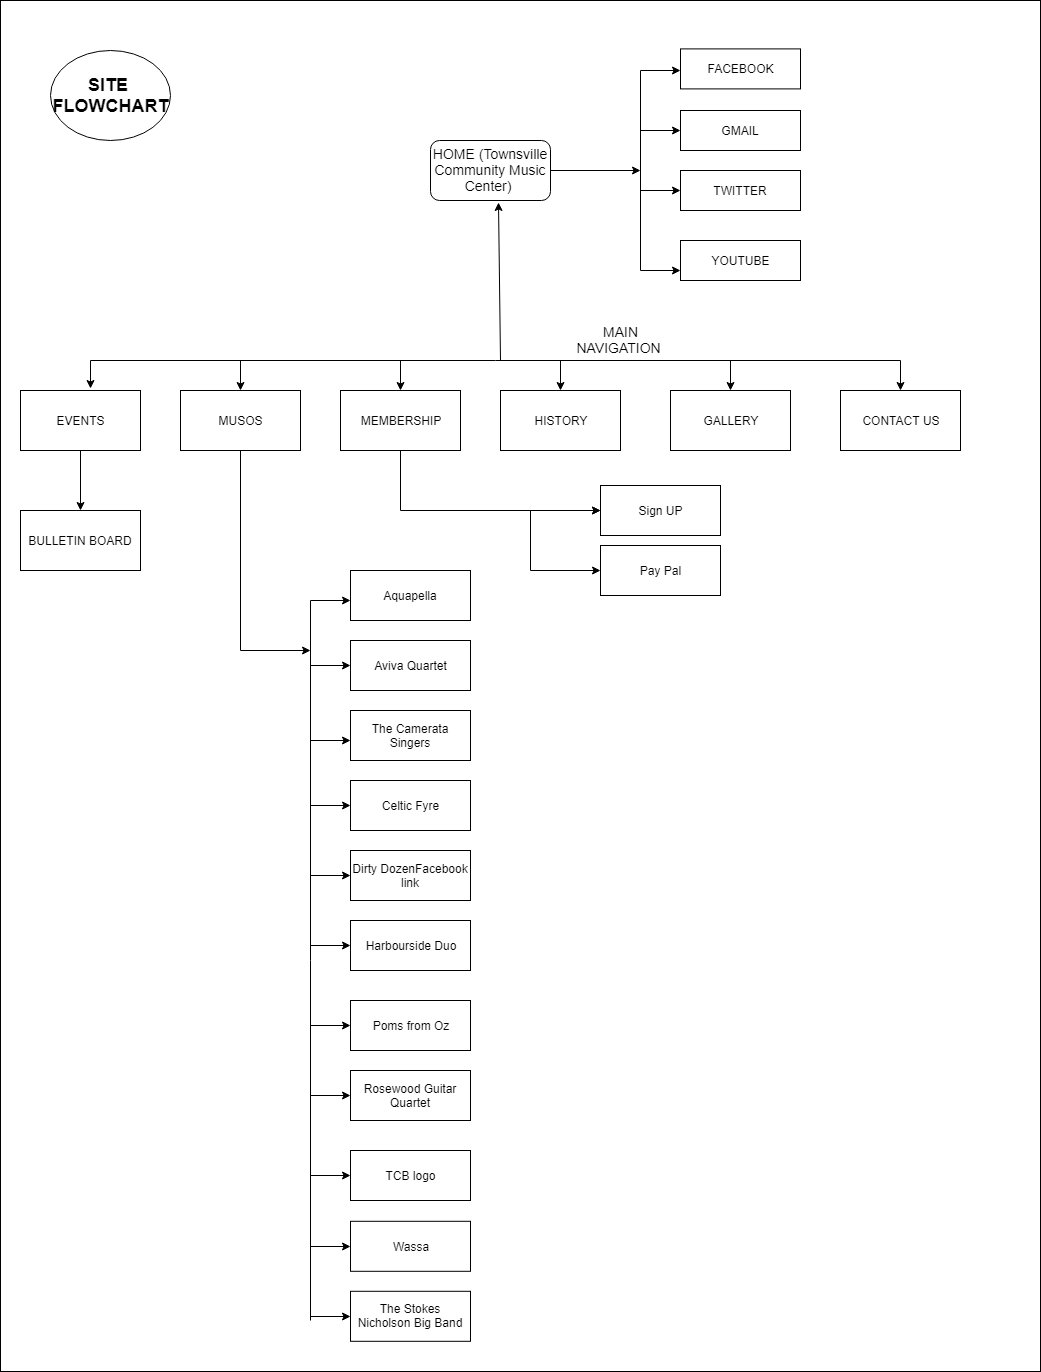 SITE
FLOWCHART
FACEBOOK
GMAIL
HOME (Townsville
Community Music
Center)
TWITTER
YOUTUBE
MAIN
NAVIGATION
EVENTS
MUSOS
MEMBERSHIP
HISTORY
GALLERY
CONTACT US
Sign UP
BULLETIN BOARD
Pay Pal
Aquapella
Aviva Quartet
The Camerata
Singers
Celtic Fyre
Dirty DozenFacebook
link
Harbourside Duo
Poms from Oz
Rosewood Guitar
Quartet
TCB logo
Wassa
The Stokes
Nicholson Big Band